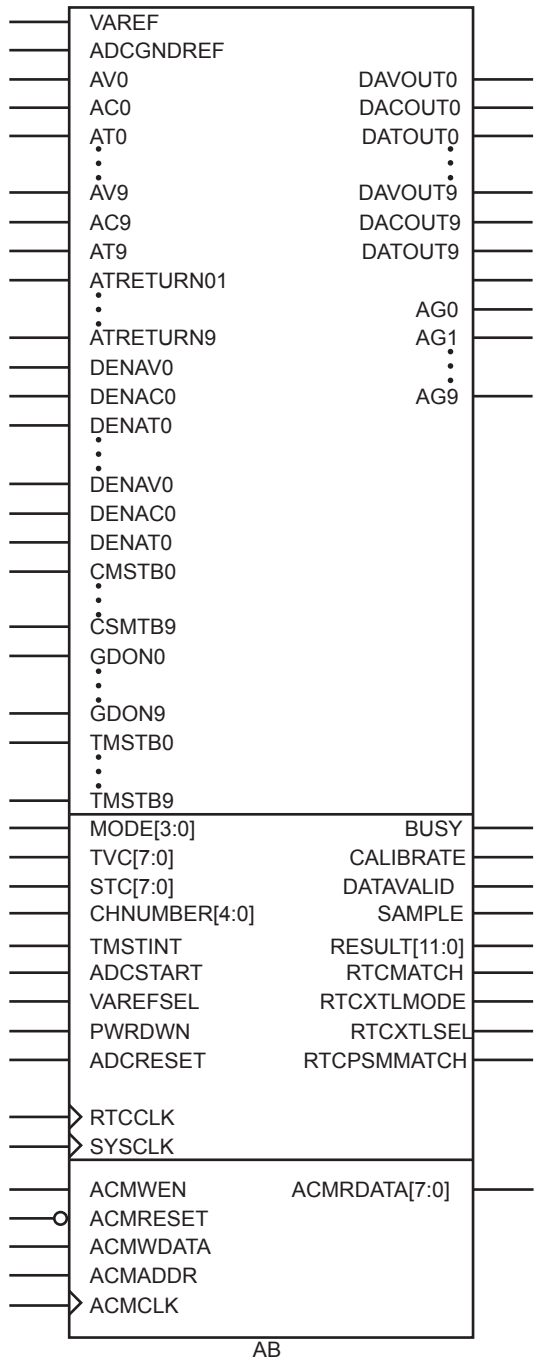 VAREF
ADCGNDREF
AV0 DAVOUT0
AC0 DACOUT0
AT0 DATOUT0
AV9 DAVOUT9
AC9 DACOUT9
AT9 DATOUT9
ATRETURN01
AG0
ATRETURN9 AG1
DENAV0
DENAC0 AG9
DENAT0
DENAV0
DENAC0
DENAT0
CMSTB0
CSMTB9
GDON0
GDON9
TMSTB0
TMSTB9
MODE[3:0] BUSY
TVC[7:0] CALIBRATE
STC[7:0] DATAVALID
CHNUMBER[4:0] SAMPLE
TMSTINT RESULT[11:0]
ADCSTART RTCMATCH
VAREFSEL RTCXTLMODE
PWRDWN RTCXTLSEL
ADCRESET RTCPSMMATCH
RTCCLK
SYSCLK
ACMWEN ACMRDATA[7:0]
ACMRESET
ACMWDATA
ACMADDR
ACMCLK
AB